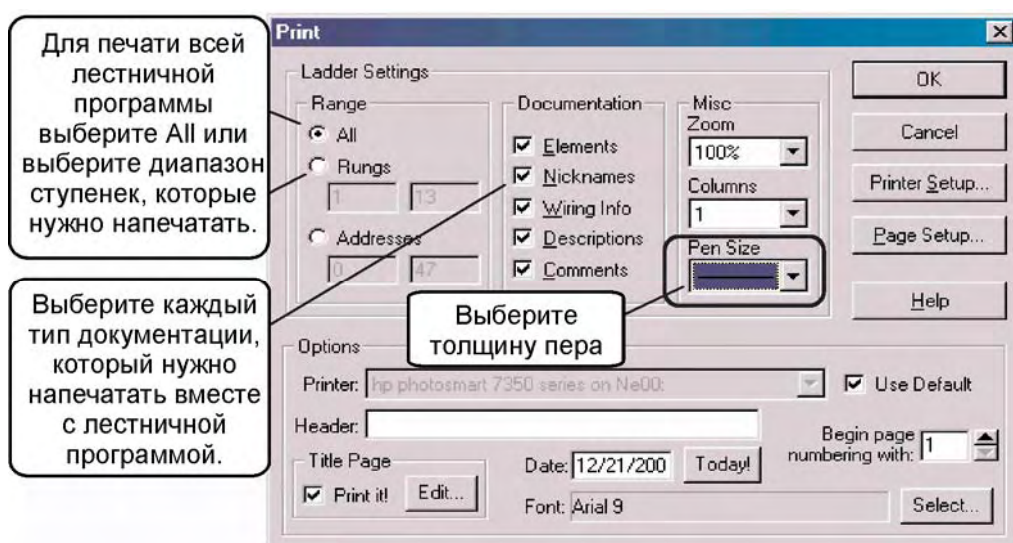 Для печати всей
лестничной
программы
выберите All или
выберите диапазон
ступенек, которые
нужно напечатать.
Выберите каждый
тип документации,
который нужно
напечатать вместе
с лестничной
программой.
Print
Ladder Settings
Range
All
Rungs
1 13
Addresses
0 47
Documentation
Elements
Nicknames
Wiring Info
Descriptions
Comments
Misc
Zoom
100%
Columns
1
Pen Size
Выберите
толщину пера
OK
Cancel
Printer Setup...
Page Setup...
Help
Options
Printer: hp photosmart 7350 series on Ne00:
Use Default
Header:
Begin page
numbering with: 1
Title Page
Print it! Edit...
Date: 12/21/200 Today!
Font: Arial 9 Select...